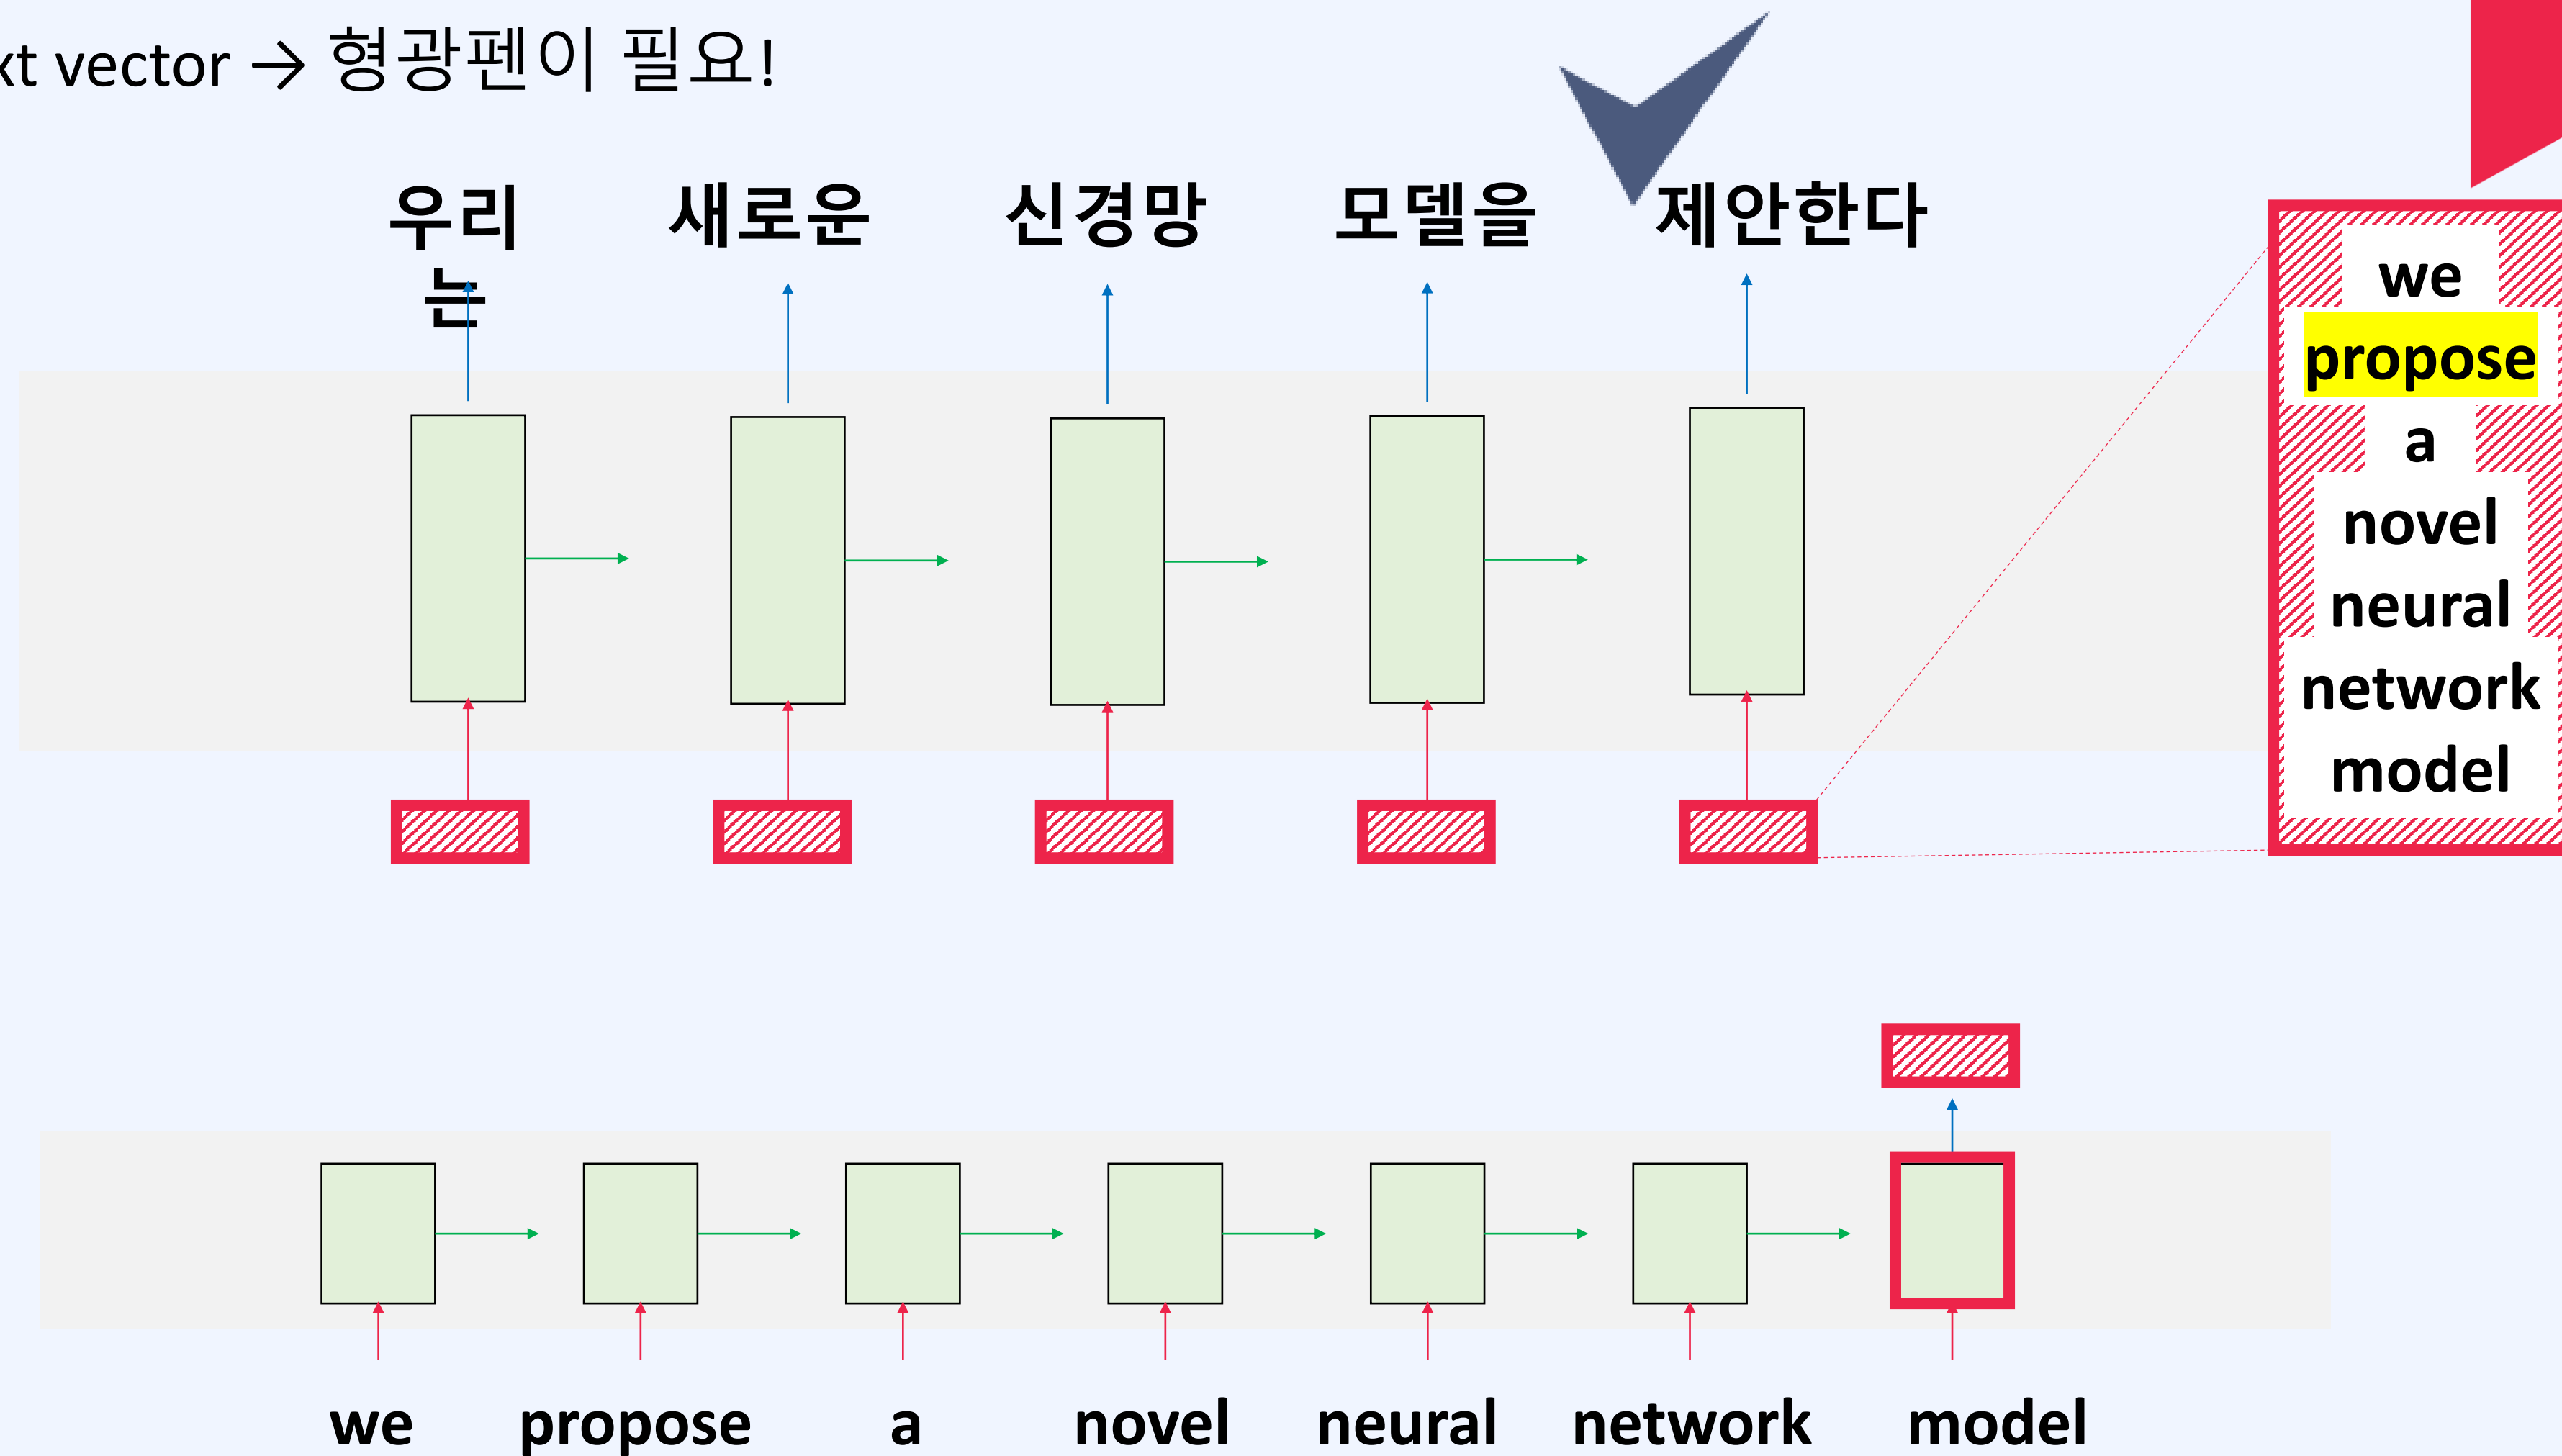 xt vector → 형광펜이 필요!
우리는 새로운 신경망 모델을 제안한다
we
propose
a
novel
neural
network
model
we propose a novel neural network model